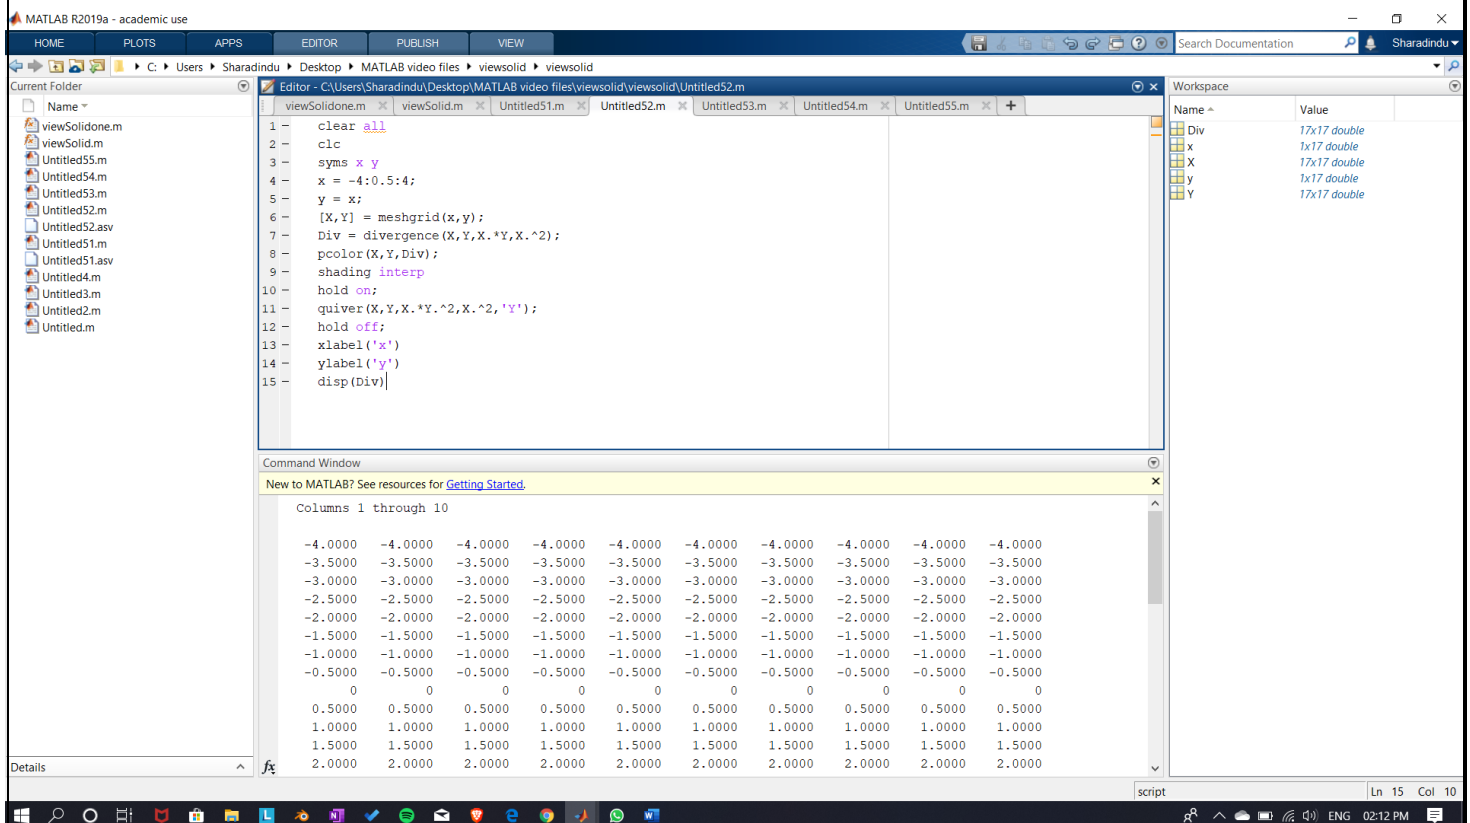 MATLAB R2019a - academic use
HOME PLOTS APPS EDITOR PUBLISH VIEW Search Documentation Sharadindu
C: Users Sharadindu Desktop MATLAB video files viewsolid viewsolid
Current Folder
Name
viewSolidone.m
viewSolid.m
Untitled55.m
Untitled54.m
Untitled53.m
Untitled52.m
Untitled52.asv
Untitled51.m
Untitled51.asv
Untitled4.m
Untitled3.m
Untitled2.m
Untitled.m
Details
Editor - C:\Users\Sharadindu\Desktop\MATLAB video files\viewsolid\viewsolid\Untitled52.m
viewSolidone.m viewSolid.m Untitled51.m Untitled52.m Untitled53.m Untitled54.m Untitled55.m
1 - clear all
2 - clc
3 - syms x y
4 - x = -4:0.5:4;
5 - y = x;
6 - [X,Y] = meshgrid(x,y);
7 - Div = divergence(X,Y,X.*Y,X.^2);
8 - pcolor(X,Y,Div);
9 - shading interp
10 - hold on;
11 - quiver(X,Y,X.*Y.^2,X.^2,'Y');
12 - hold off;
13 - xlabel('x')
14 - ylabel('y')
15 - disp(Div)
Command Window
New to MATLAB? See resources for Getting Started.
Columns 1 through 10
-4.0000 -4.0000 -4.0000 -4.0000 -4.0000 -4.0000 -4.0000 -4.0000 -4.0000 -4.0000
-3.5000 -3.5000 -3.5000 -3.5000 -3.5000 -3.5000 -3.5000 -3.5000 -3.5000 -3.5000
-3.0000 -3.0000 -3.0000 -3.0000 -3.0000 -3.0000 -3.0000 -3.0000 -3.0000 -3.0000
-2.5000 -2.5000 -2.5000 -2.5000 -2.5000 -2.5000 -2.5000 -2.5000 -2.5000 -2.5000
-2.0000 -2.0000 -2.0000 -2.0000 -2.0000 -2.0000 -2.0000 -2.0000 -2.0000 -2.0000
-1.5000 -1.5000 -1.5000 -1.5000 -1.5000 -1.5000 -1.5000 -1.5000 -1.5000 -1.5000
-1.0000 -1.0000 -1.0000 -1.0000 -1.0000 -1.0000 -1.0000 -1.0000 -1.0000 -1.0000
-0.5000 -0.5000 -0.5000 -0.5000 -0.5000 -0.5000 -0.5000 -0.5000 -0.5000 -0.5000
0 0 0 0 0 0 0 0 0 0
0.5000 0.5000 0.5000 0.5000 0.5000 0.5000 0.5000 0.5000 0.5000 0.5000
1.0000 1.0000 1.0000 1.0000 1.0000 1.0000 1.0000 1.0000 1.0000 1.0000
1.5000 1.5000 1.5000 1.5000 1.5000 1.5000 1.5000 1.5000 1.5000 1.5000
fx 2.0000 2.0000 2.0000 2.0000 2.0000 2.0000 2.0000 2.0000 2.0000 2.0000
Workspace
Name Value
Div 17x17 double
x 1x17 double
X 17x17 double
y 1x17 double
Y 17x17 double
script Ln 15 Col 10
ENG 02:12 PM